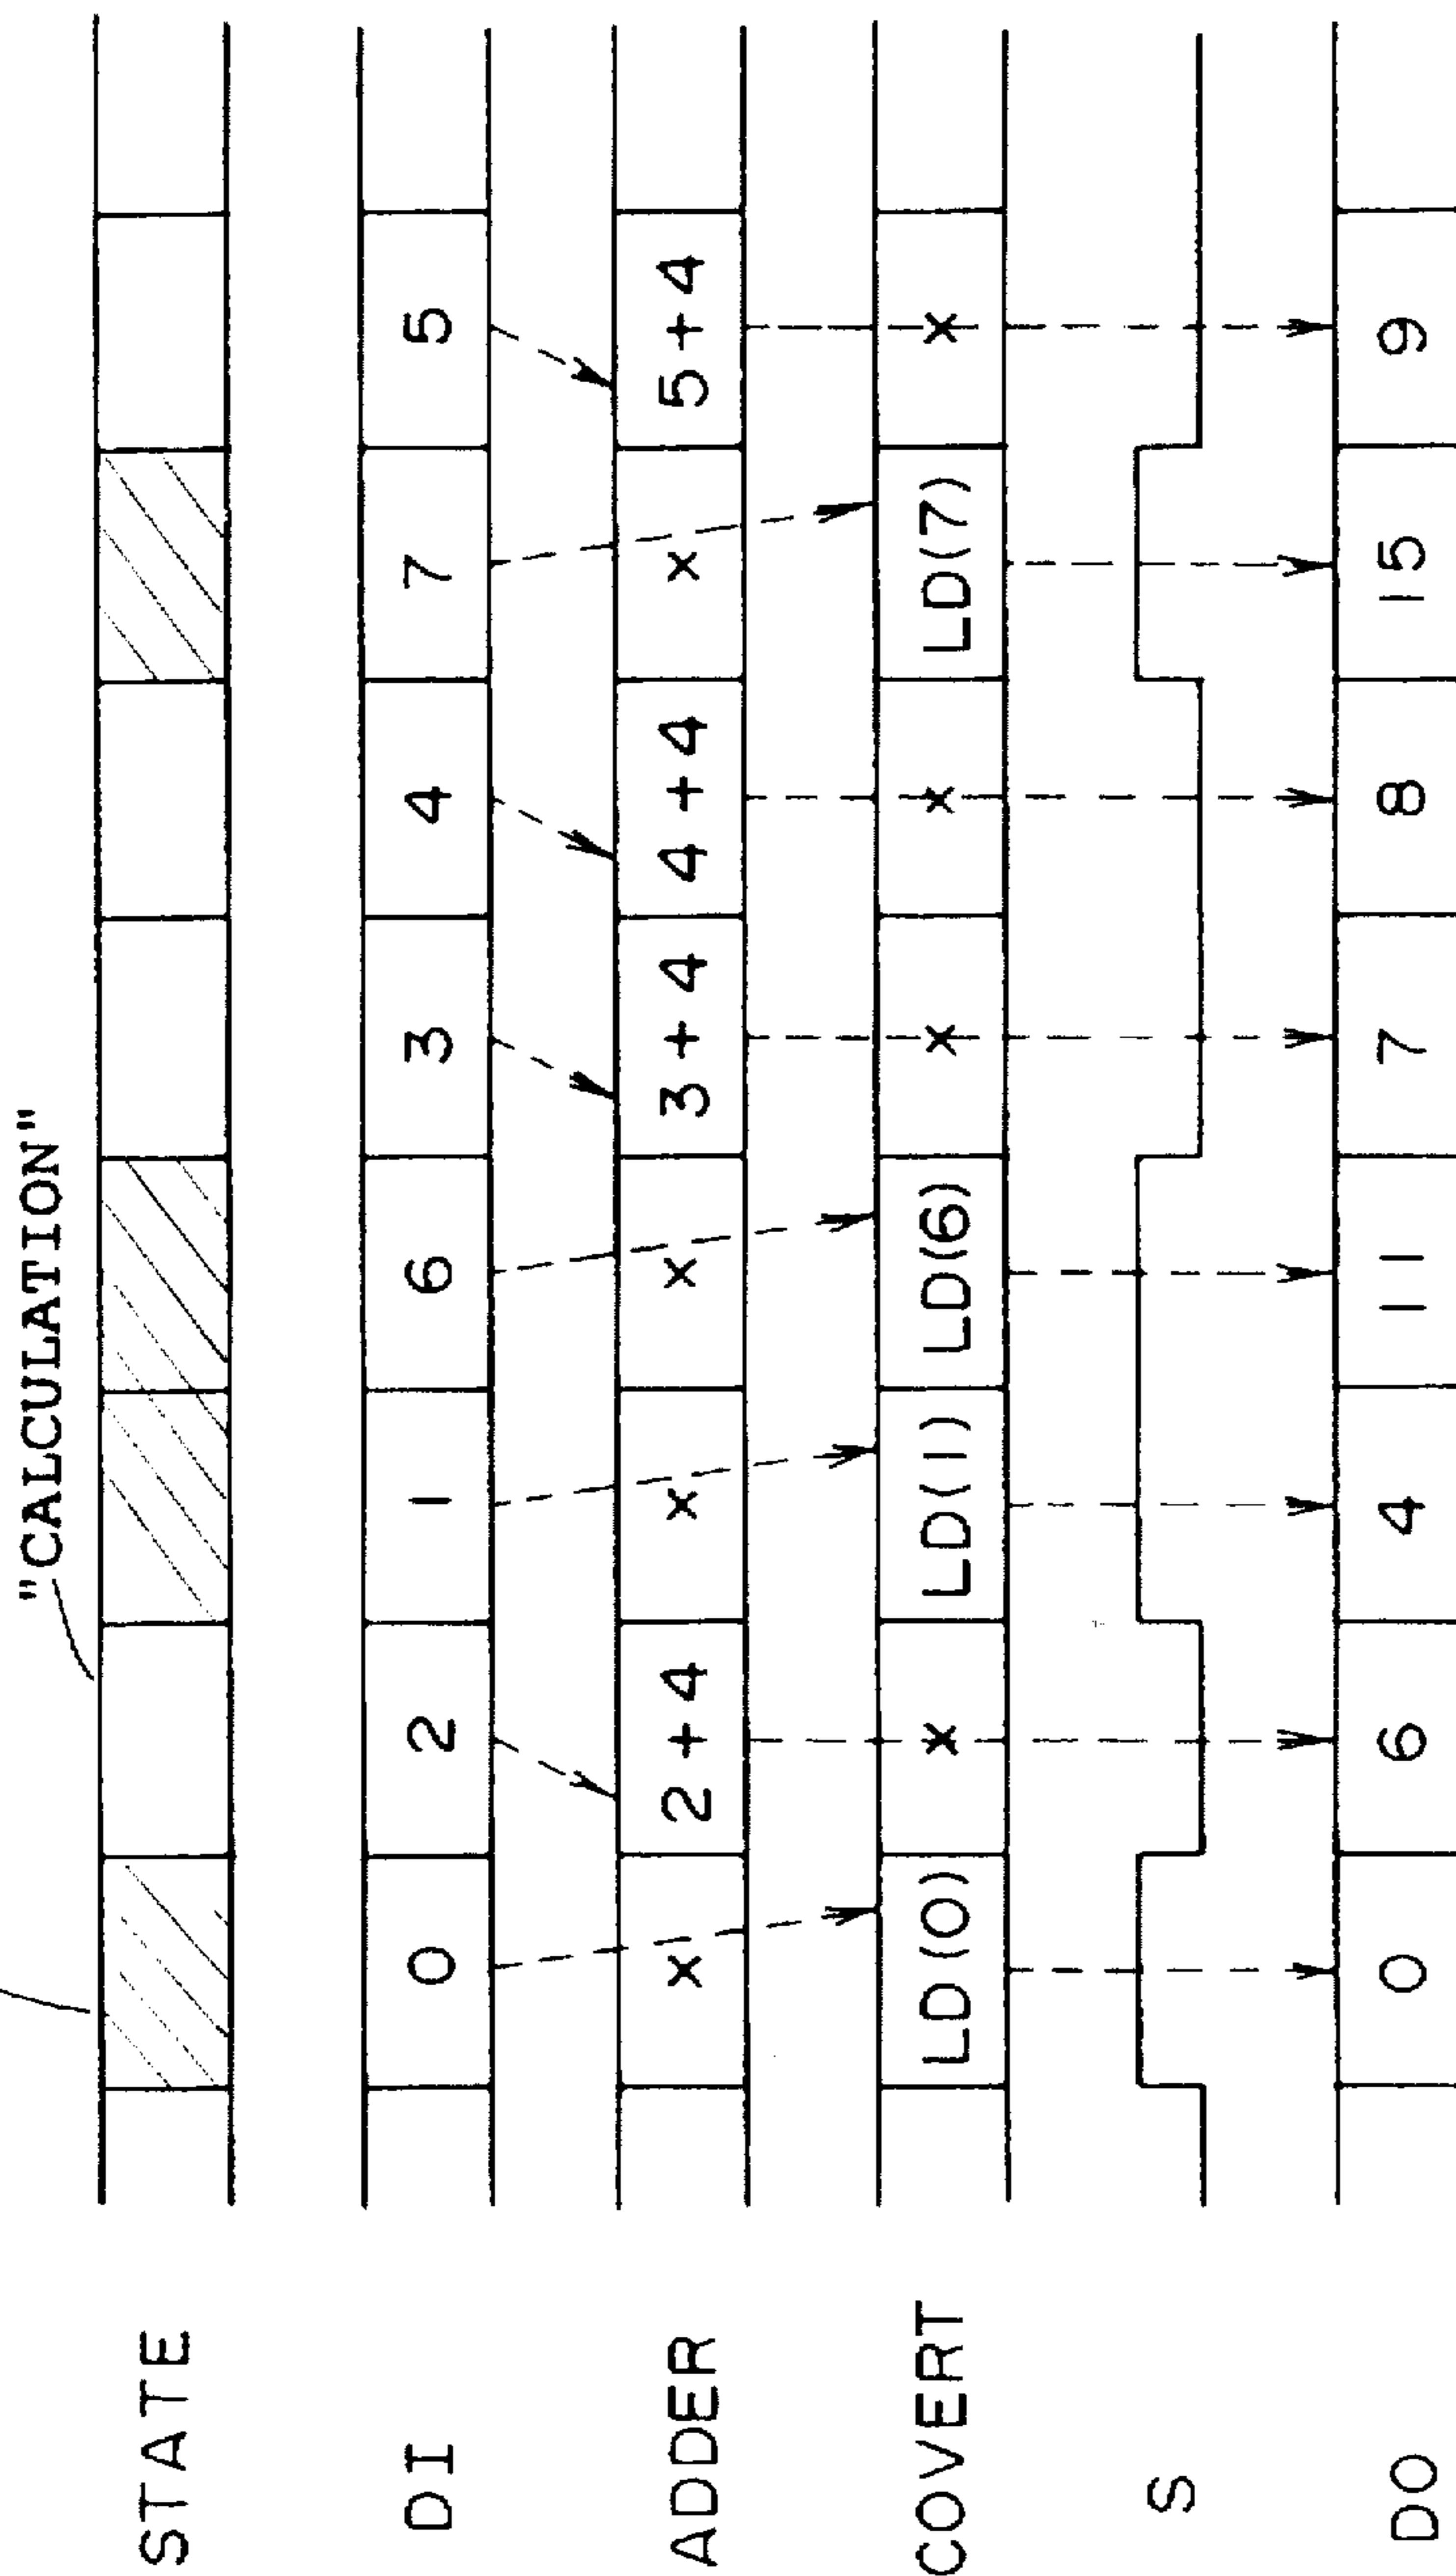 "CALCULATION"
STATE
DI 0 2 1 6 3 4 7 5
ADDER × 2+4 × × 3+4 4+4 × 5+4
COVERT LD(0) × LD(1) LD(6) × × LD(7) ×
S
DO 0 6 4 11 7 8 15 9